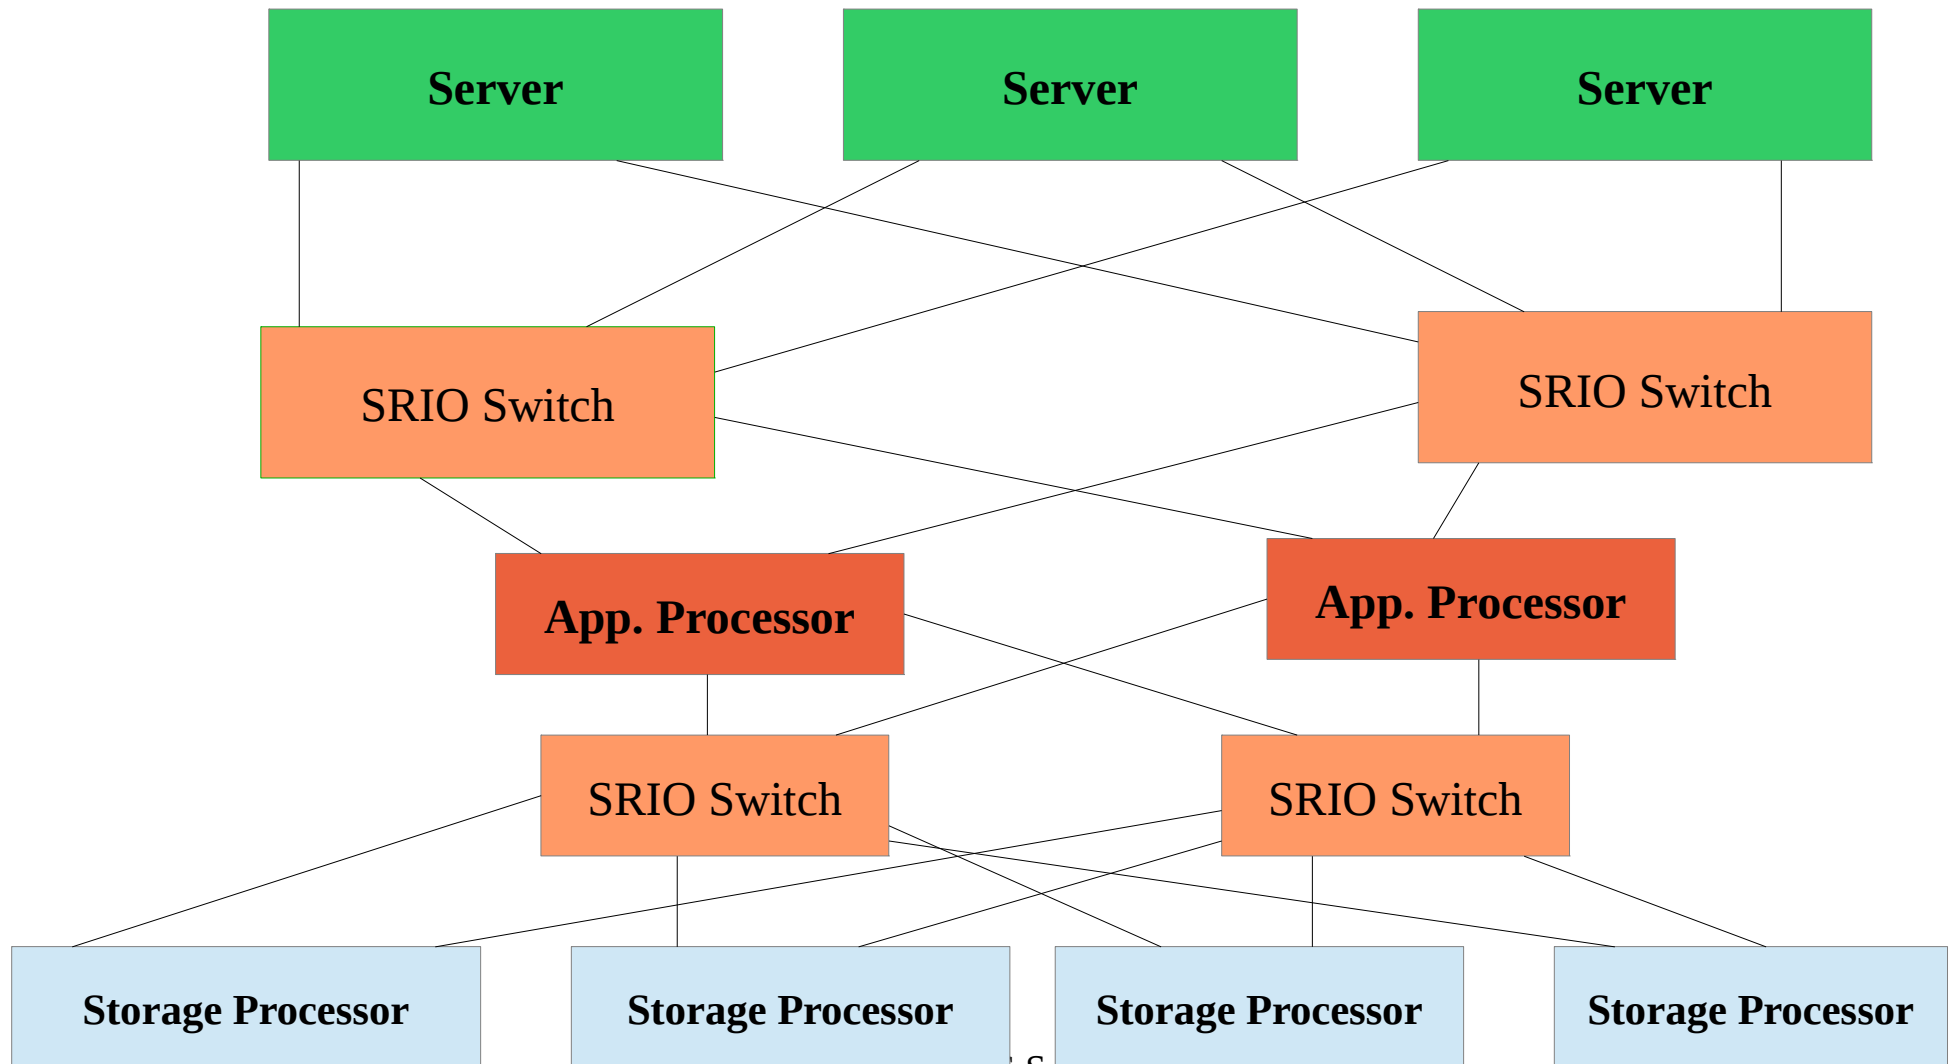 Server Server Server
SRIO Switch SRIO Switch
App. Processor App. Processor
SRIO Switch SRIO Switch
Storage Processor Storage Processor Storage Processor Storage Processor